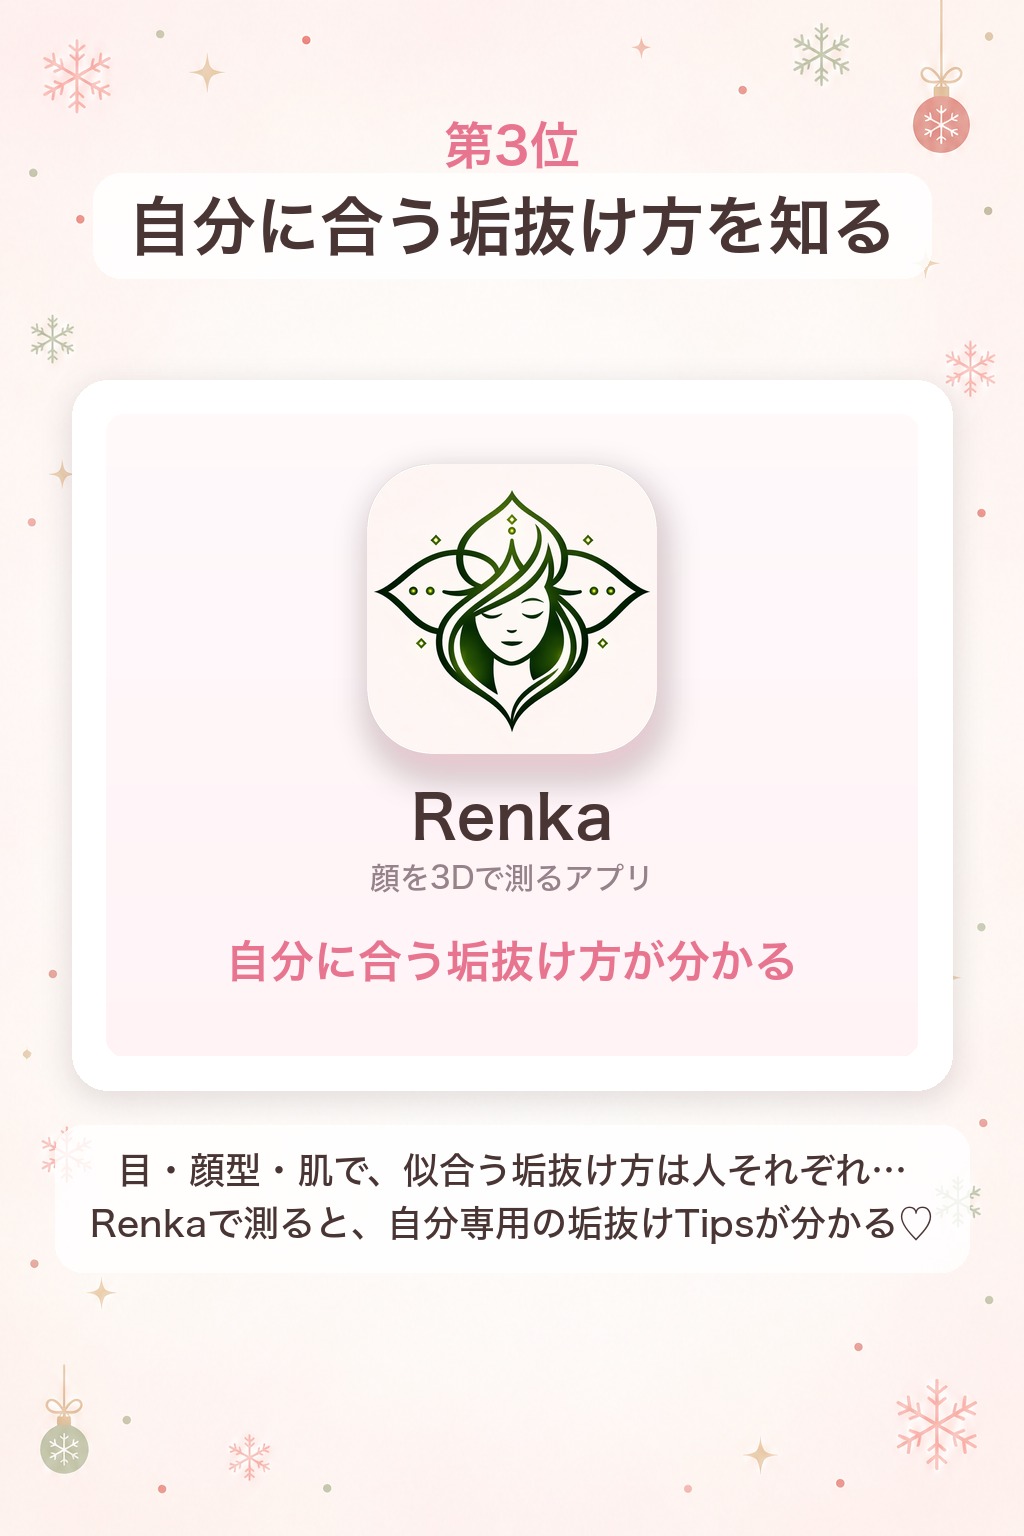 第3位
自分に合う垢抜け方を知る
Renka
顔を3Dで測るアプリ
自分に合う垢抜け方が分かる
目・顔型・肌で、似合う垢抜け方は人それぞれ…
Renkaで測ると、自分専用の垢抜けTipsが分かる♡